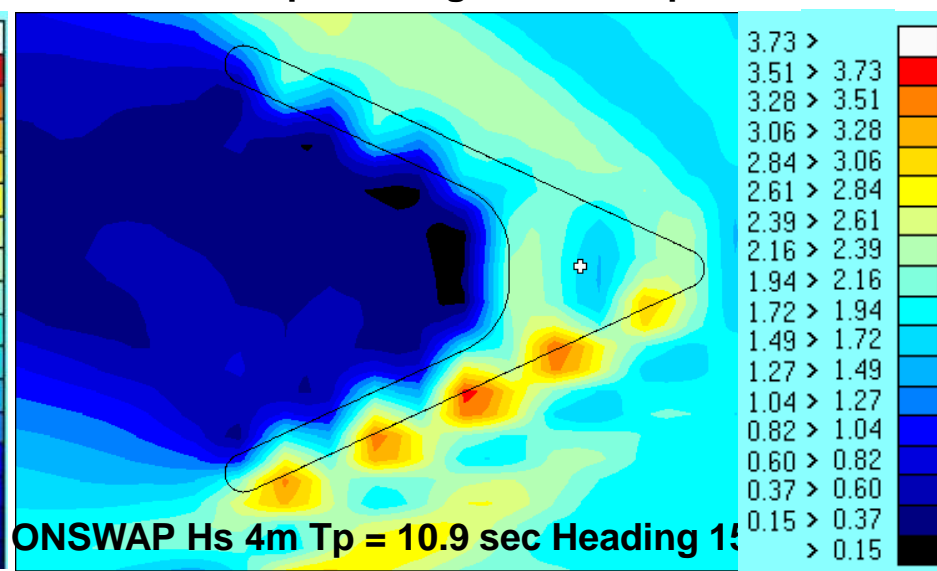 3.73 >
3.51 > 3.73
3.28 > 3.51
3.06 > 3.28
2.84 > 3.06
2.61 > 2.84
2.39 > 2.61
2.16 > 2.39
1.94 > 2.16
1.72 > 1.94
1.49 > 1.72
1.27 > 1.49
1.04 > 1.27
0.82 > 1.04
0.60 > 0.82
0.37 > 0.60
0.15 > 0.37
> 0.15
ONSWAP Hs 4m Tp = 10.9 sec Heading 15